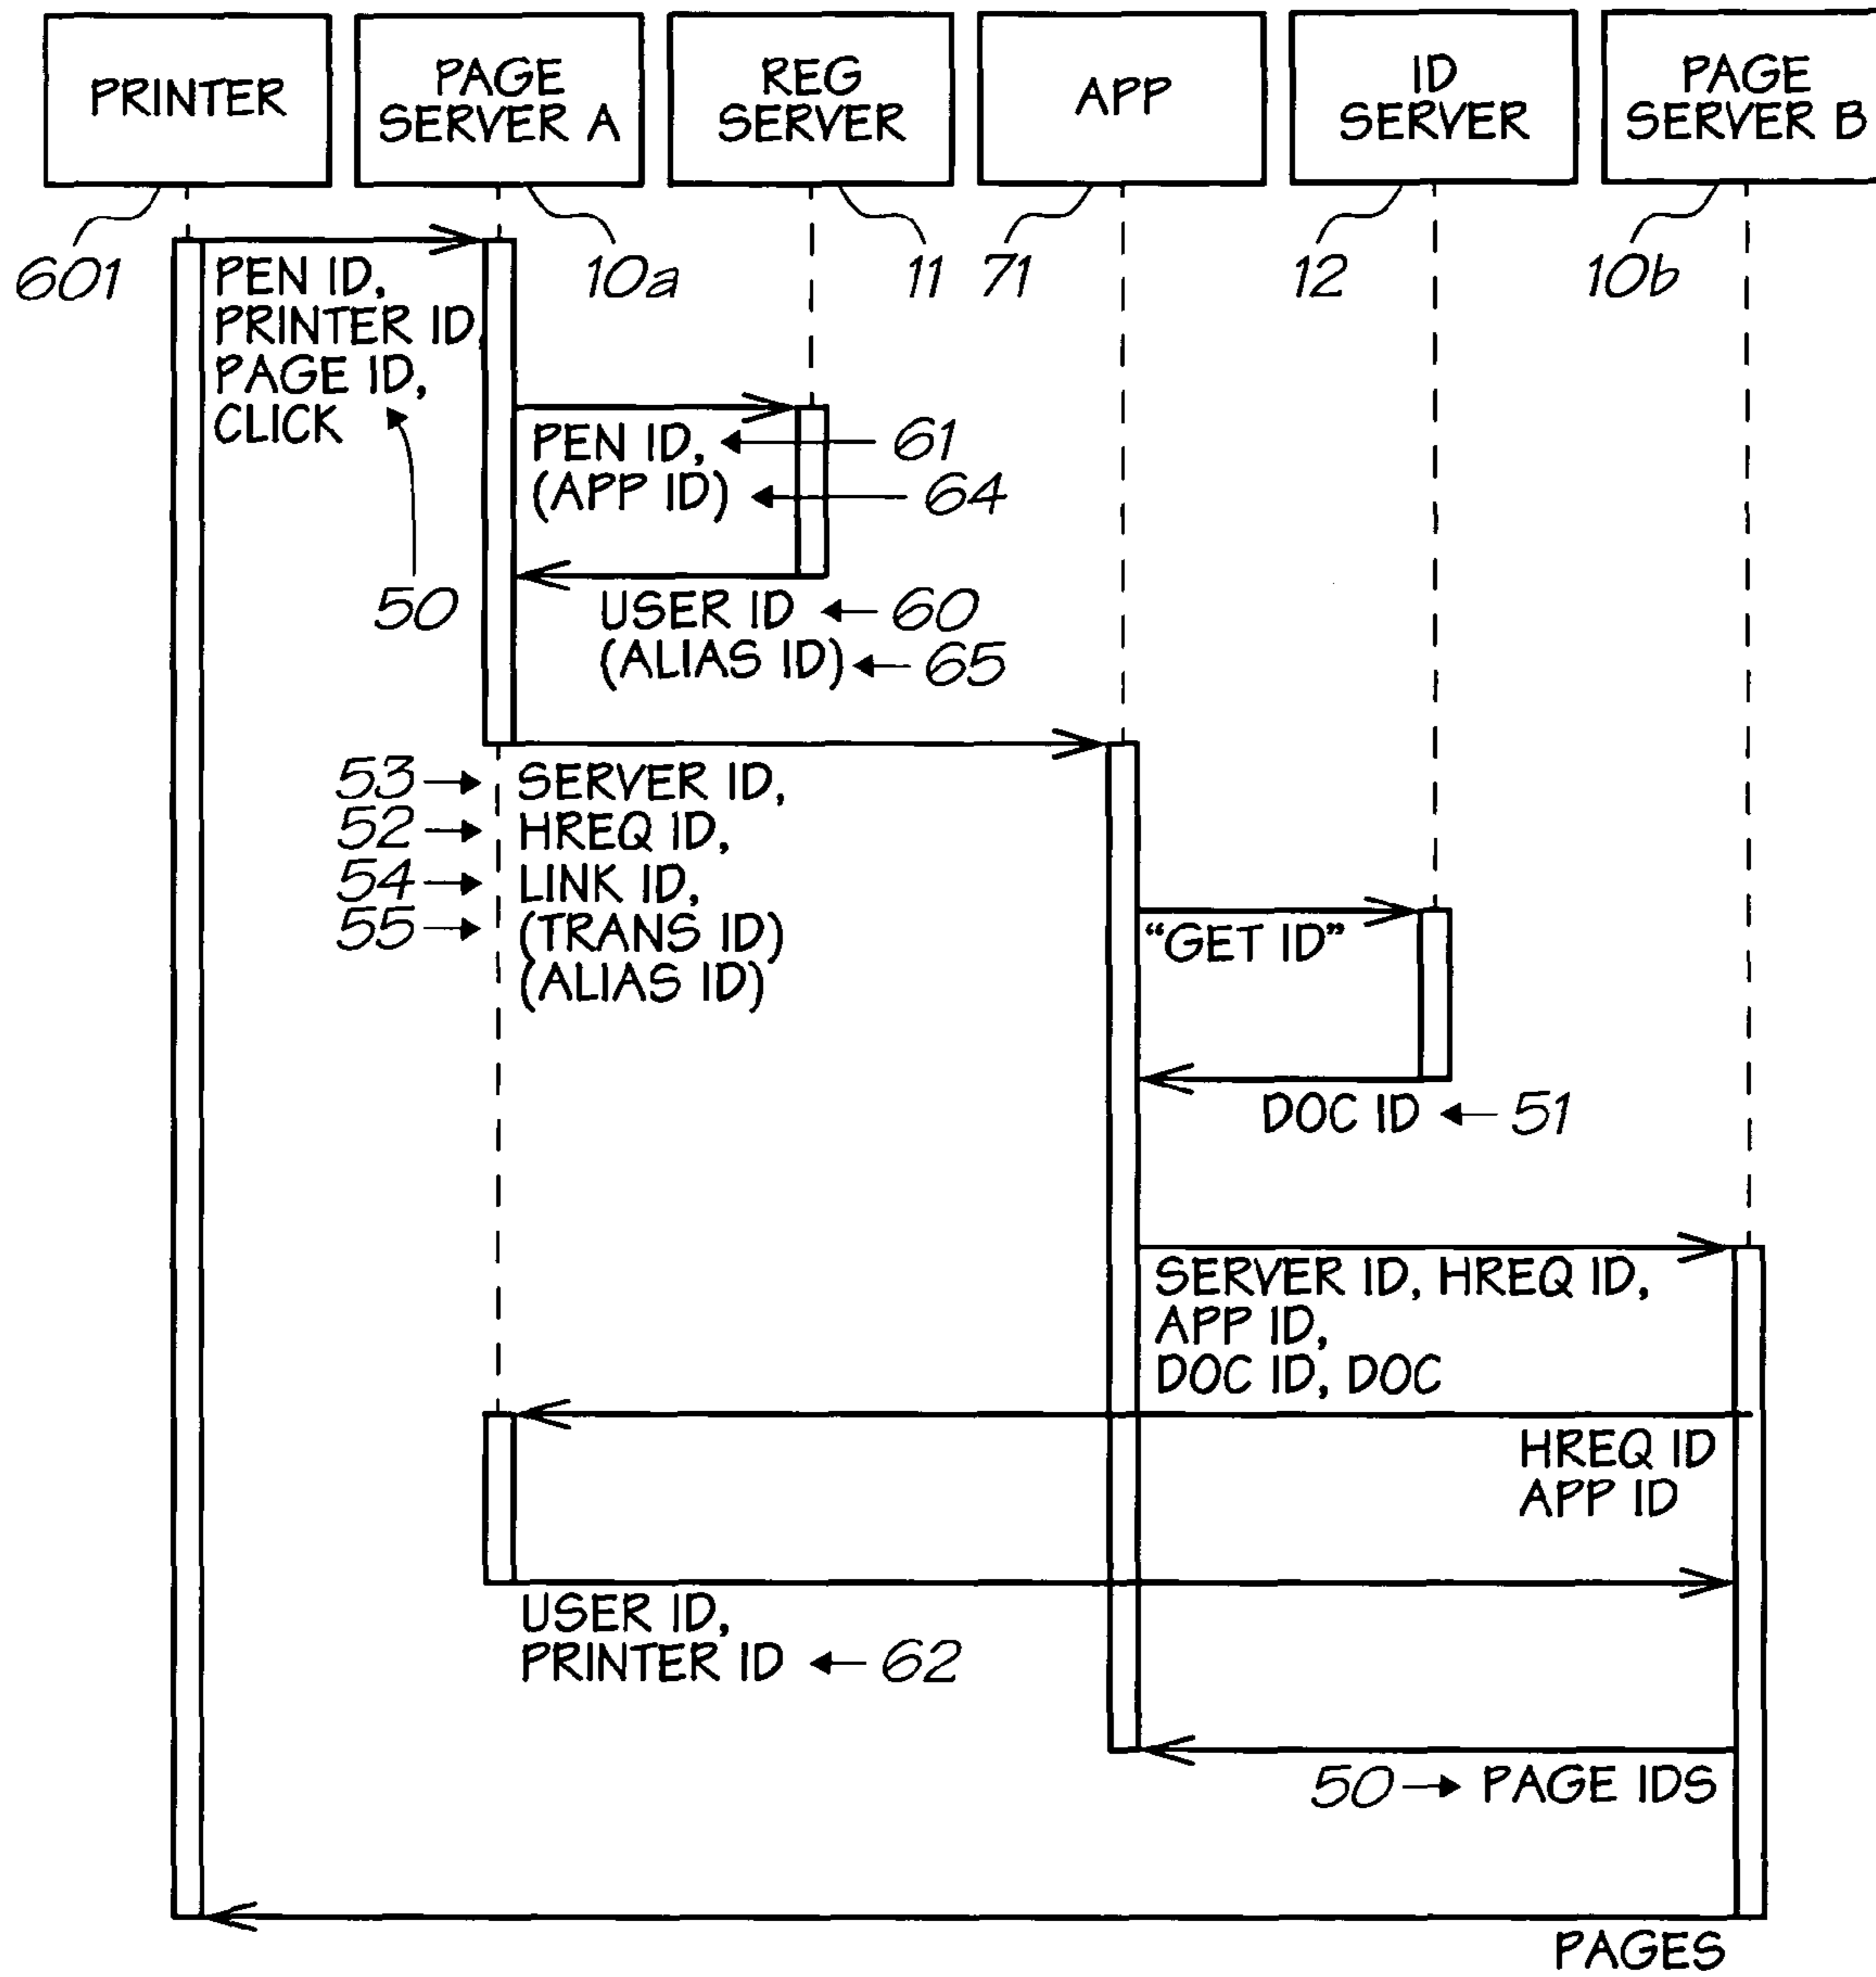 PRINTER
PAGE
SERVER A
REG
SERVER
APP
ID
SERVER
PAGE
SERVER B
601
10a
11
71
12
10b
PEN ID,
PRINTER ID,
PAGE ID,
CLICK
50
PEN ID, 61
(APP ID) 64
USER ID 60
(ALIAS ID) 65
53 SERVER ID,
52 HREQ ID,
54 LINK ID,
55 (TRANS ID)
(ALIAS ID)
“GET ID”
DOC ID 51
SERVER ID, HREQ ID,
APP ID,
DOC ID, DOC
HREQ ID
APP ID
USER ID,
PRINTER ID 62
50 PAGE IDS
PAGES